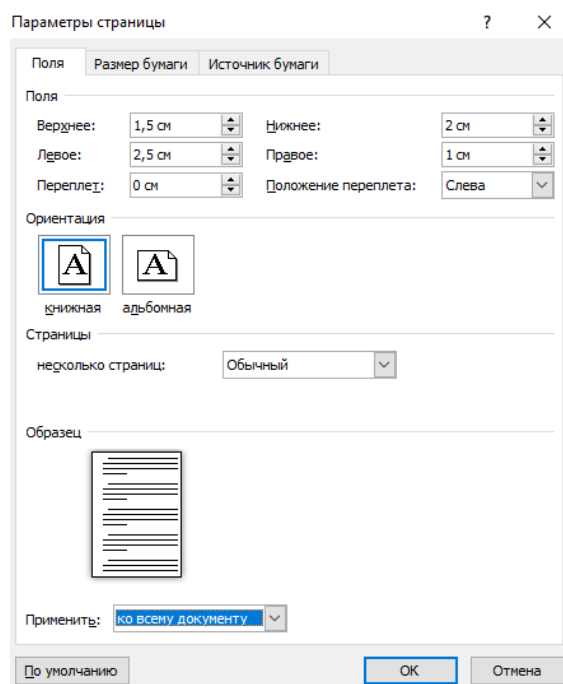 Параметры страницы ?
Поля Размер бумаги Источник бумаги
Поля
Верхнее: 1,5 см Нижнее: 2 см
Левое: 2,5 см Правое: 1 см
Переплет: 0 см Положение переплета: Слева
Ориентация
A A
книжная альбомная
Страницы
несколько страниц: Обычный
Образец
Применить: ко всему документу
По умолчанию ОК Отмена